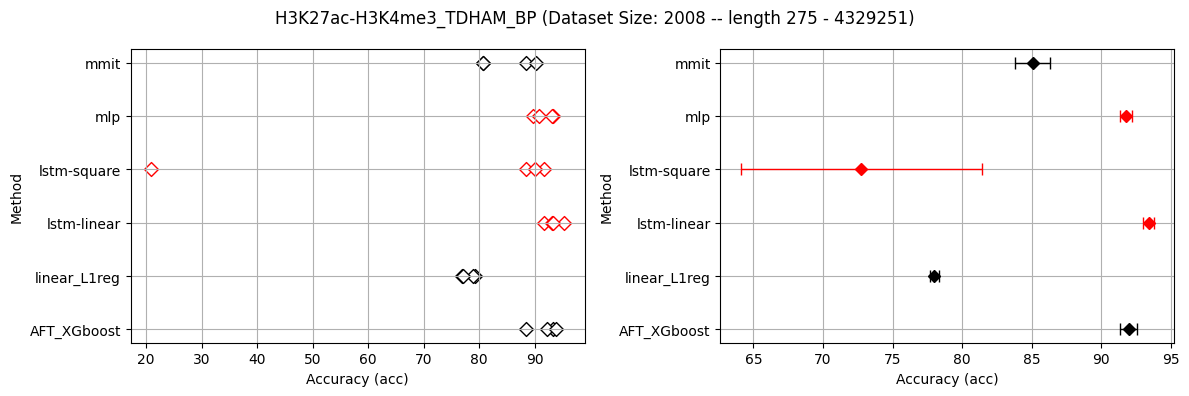 H3K27ac-H3K4me3_TDHAM_BP (Dataset Size: 2008 -- length 275 - 4329251)
Method
mmit
mlp
lstm-square
lstm-linear
linear_L1reg
AFT_XGboost
20 30 40 50 60 70 80 90
Accuracy (acc)
Method
mmit
mlp
lstm-square
lstm-linear
linear_L1reg
AFT_XGboost
65 70 75 80 85 90 95
Accuracy (acc)